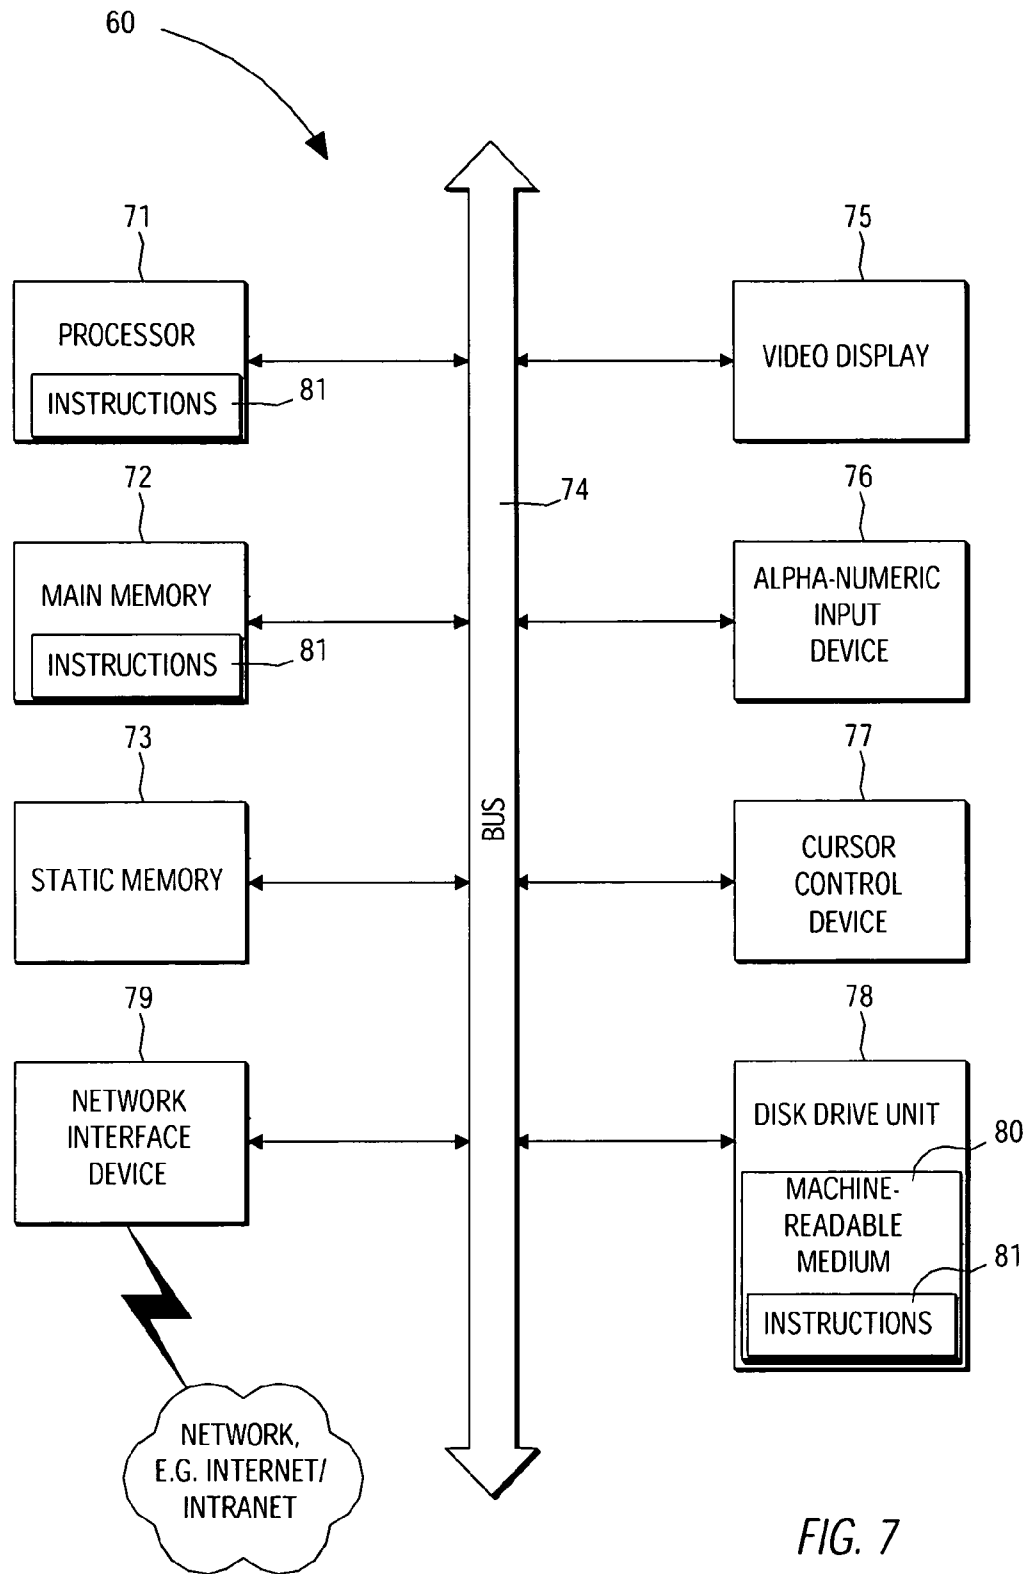 60
71
PROCESSOR
INSTRUCTIONS
81
72
MAIN MEMORY
INSTRUCTIONS
81
73
STATIC MEMORY
79
NETWORK
INTERFACE
DEVICE
NETWORK,
E.G. INTERNET/
INTRANET
74
BUS
75
VIDEO DISPLAY
76
ALPHA-NUMERIC
INPUT
DEVICE
77
CURSOR
CONTROL
DEVICE
78
DISK DRIVE UNIT
80
MACHINE-
READABLE
MEDIUM
81
INSTRUCTIONS
FIG. 7